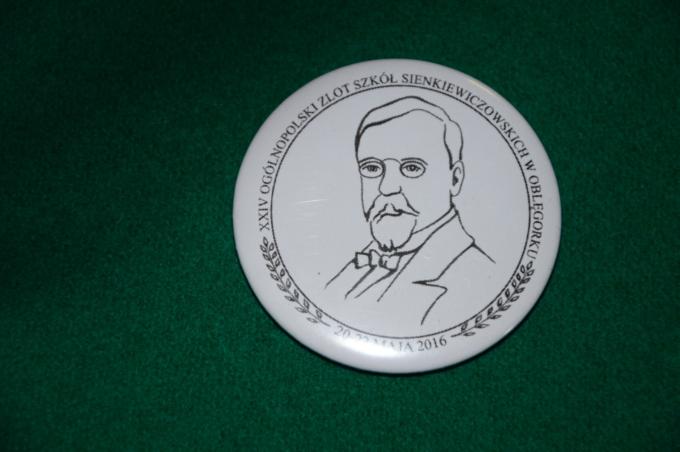 XXIV OGÓLNOPOLSKI ZLOT SZKÓŁ SIENKIEWICZOWSKICH W OBLĘGORKU
20-22 MAJA 2016